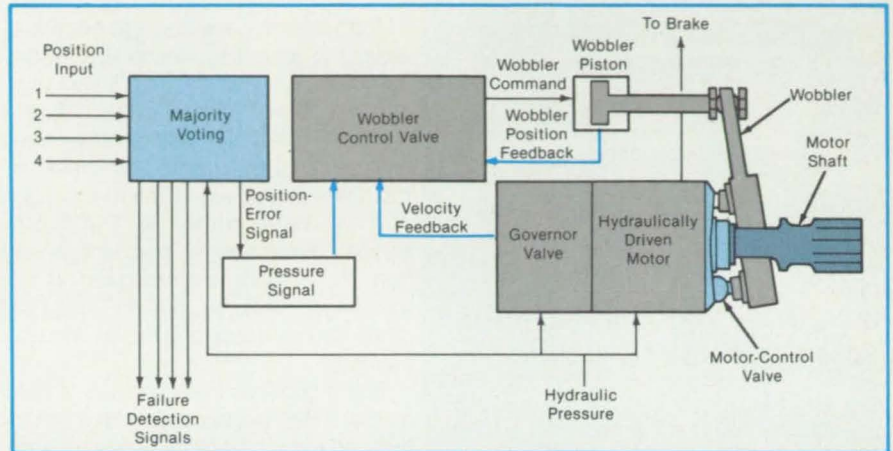 Position
Input
1
2
3
4
Majority
Voting
Position-
Error
Signal
Pressure
Signal
Failure
Detection
Signals
Wobbler
Control Valve
Wobbler
Command
Wobbler
Position
Feedback
Velocity
Feedback
Wobbler
Piston
To Brake
Wobbler
Motor
Shaft
Governor
Valve
Hydraulically
Driven
Motor
Motor-Control
Valve
Hydraulic
Pressure